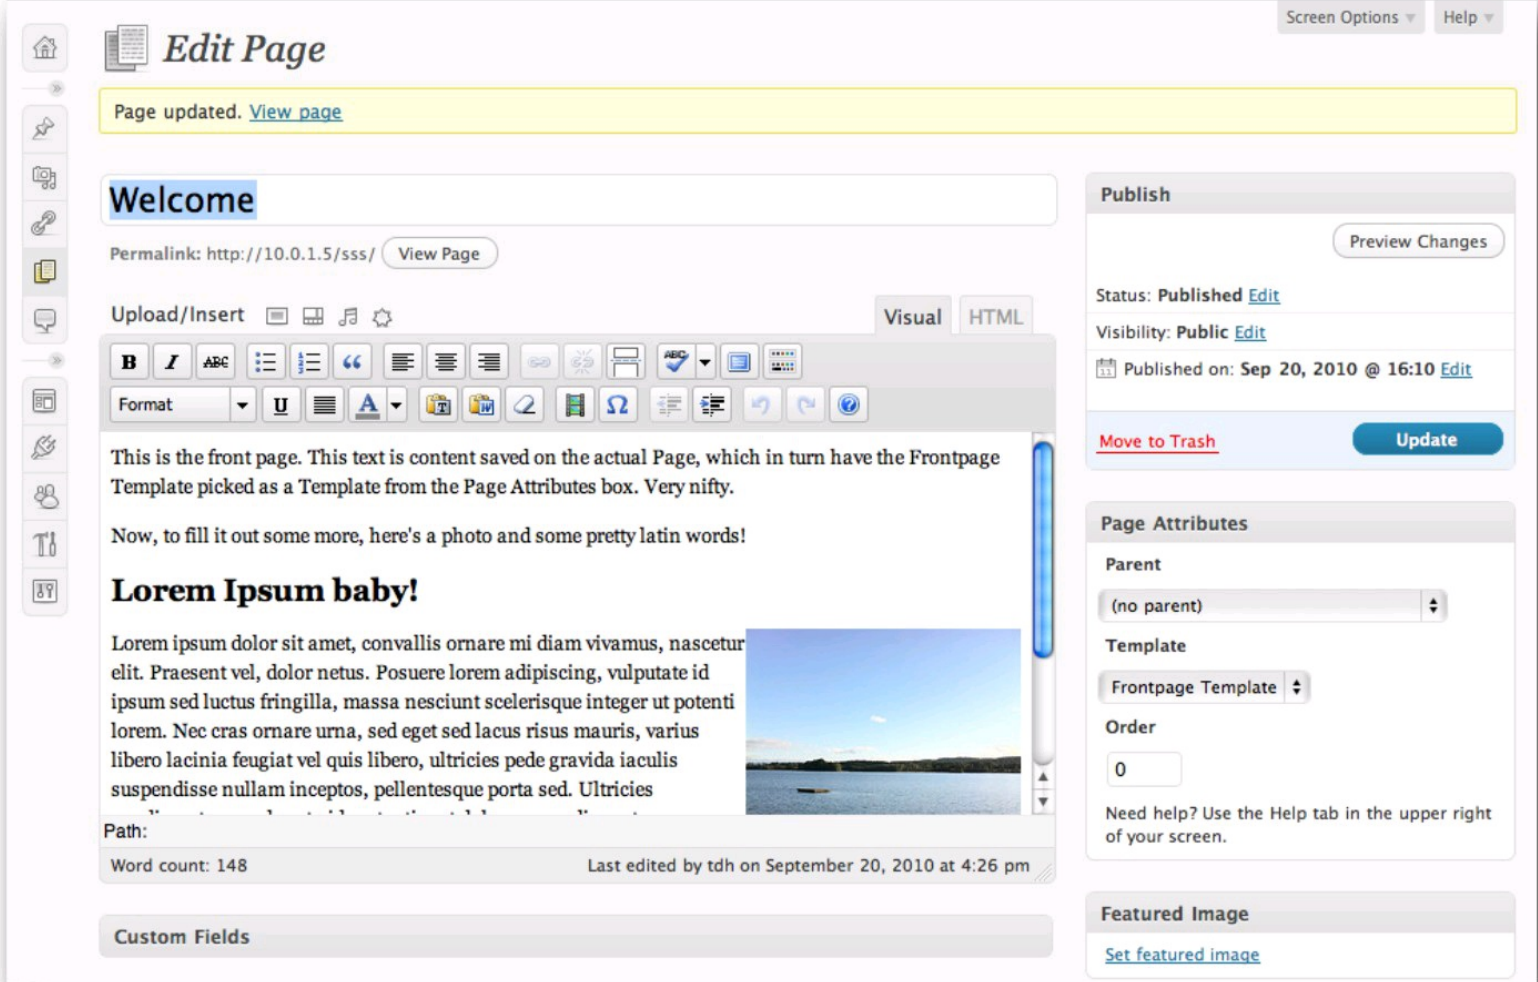 Screen Options
Help
Edit Page
Page updated. View page
Welcome
Permalink: http://10.0.1.5/sss/ View Page
Upload/Insert
Visual
HTML
B I ABC
ABC
Format
U
A
T
W
Ω
?
This is the front page. This text is content saved on the actual Page, which in turn have the Frontpage
Template picked as a Template from the Page Attributes box. Very nifty.
Now, to fill it out some more, here's a photo and some pretty latin words!
Lorem Ipsum baby!
Lorem ipsum dolor sit amet, convallis ornare mi diam vivamus, nascetur
elit. Praesent vel, dolor netus. Posuere lorem adipiscing, vulputate id
ipsum sed luctus fringilla, massa nesciunt scelerisque integer ut potenti
lorem. Nec cras ornare urna, sed eget sed lacus risus mauris, varius
libero lacinia feugiat vel quis libero, ultricies pede gravida iaculis
suspendisse nullam inceptos, pellentesque porta sed. Ultricies
Path:
Word count: 148
Last edited by tdh on September 20, 2010 at 4:26 pm
Custom Fields
Publish
Preview Changes
Status: Published Edit
Visibility: Public Edit
11
Published on: Sep 20, 2010 @ 16:10 Edit
Move to Trash
Update
Page Attributes
Parent
(no parent)
Template
Frontpage Template
Order
0
Need help? Use the Help tab in the upper right
of your screen.
Featured Image
Set featured image